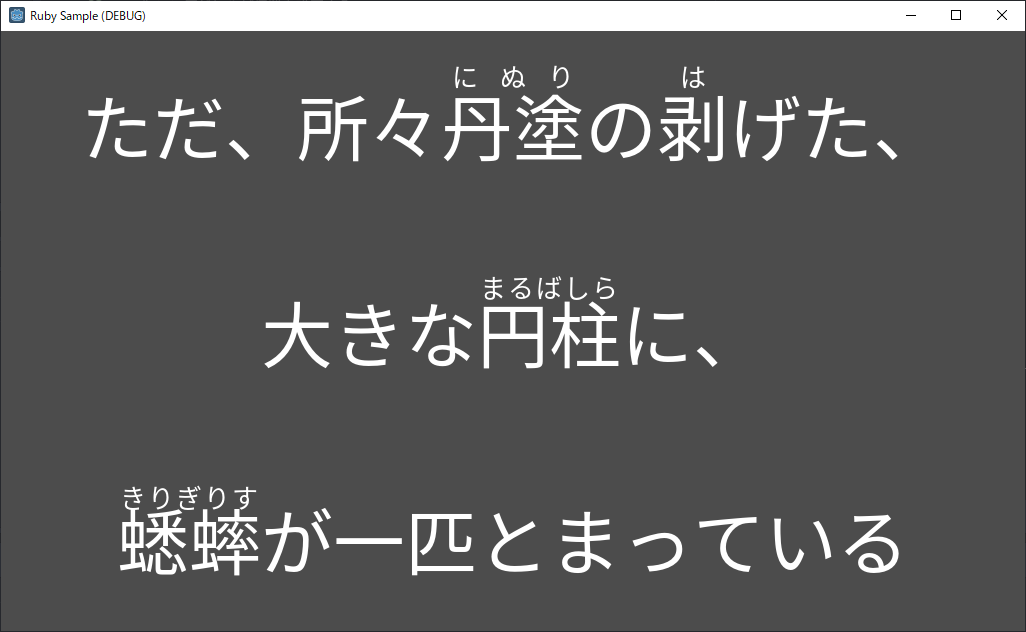 Ruby Sample (DEBUG)
にぬり は
ただ、所々丹塗の剥げた、
まるばしら
大きな円柱に、
きりぎりす
蟋蟀が一匹とまっている